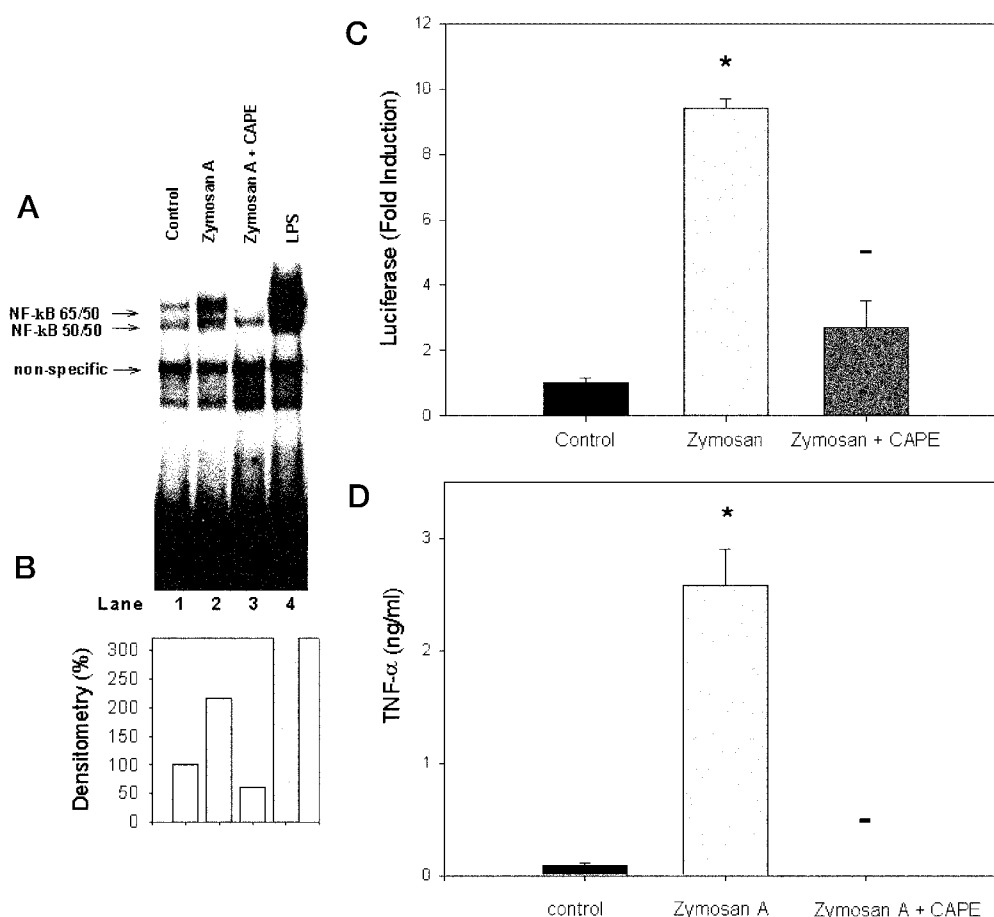 A
Control
Zymosan A
Zymosan A + CAPE
LPS
NF-kB 65/50
NF-kB 50/50
non-specific
Lane 1 2 3 4
B
Densitometry (%)
300
250
200
150
100
50
0
C
Luciferase (Fold Induction)
12
10
8
6
4
2
0
*
–
Control Zymosan Zymosan + CAPE
D
TNF-α (ng/ml)
3
2
1
0
*
–
control Zymosan A Zymosan A + CAPE